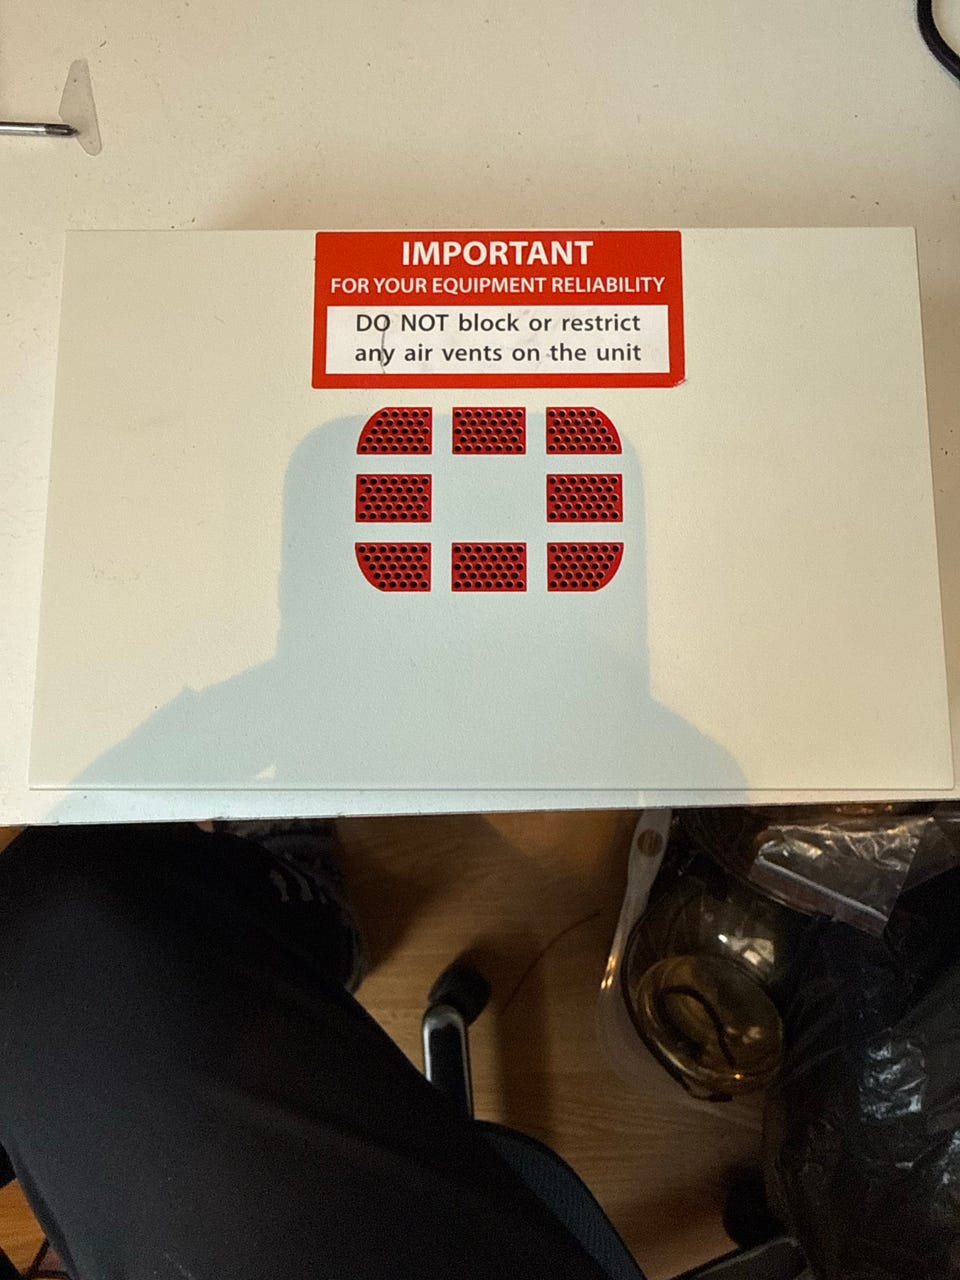 IMPORTANT
FOR YOUR EQUIPMENT RELIABILITY
DO NOT block or restrict
any air vents on the unit